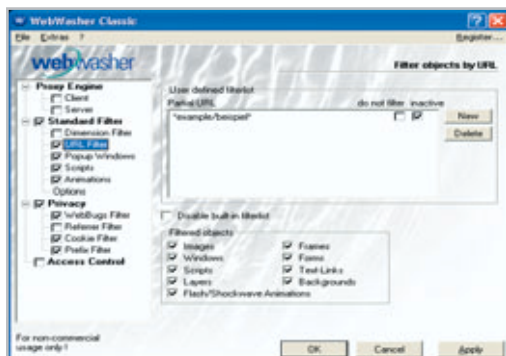 WebWasher Classic
File Extras ? Register...
webwasher
Filter objects by URL
Proxy Engine
Client
Server
Standard Filter
Dimension Filter
URL Filter
Popup Windows
Scripts
Animations
Options
Privacy
WebBugs Filter
Referrer Filter
Cookie Filter
Prefix Filter
Access Control
User defined filterlist
Partial URL do not filter inactive
*example/beispiel*
New
Delete
Disable built-in filterlist
Filtered objects
Images Frames
Windows Forms
Scripts Text-Links
Layers Backgrounds
Flash/Shockwave Animations
For non-commercial
usage only!
OK Cancel Apply